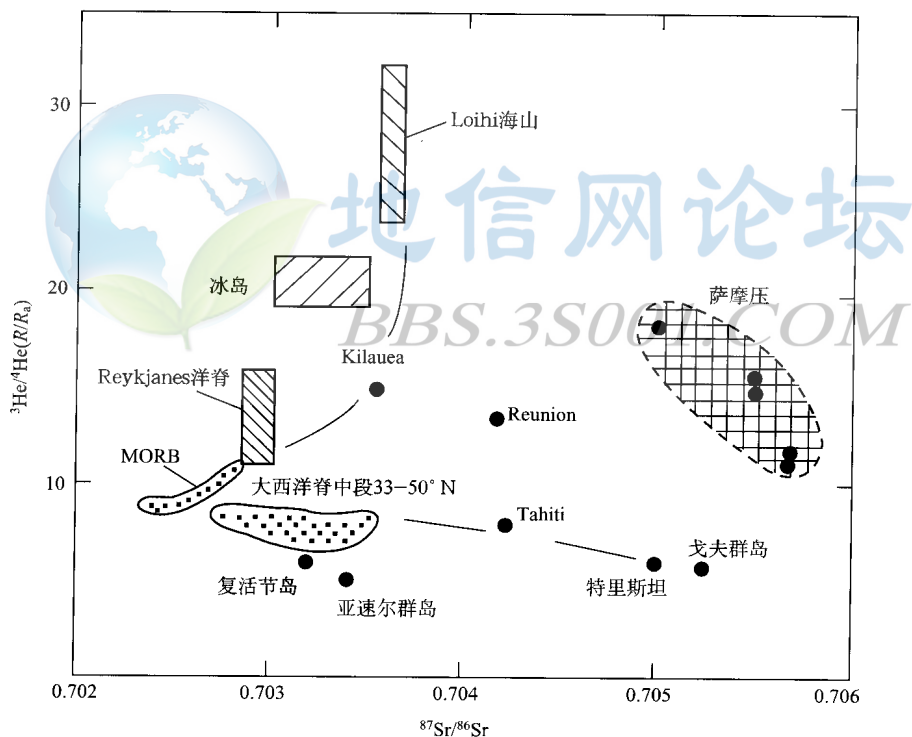 30
Loihi海山
地信网论坛
冰岛
20
萨摩压
BBS.3S001.COM
³He/⁴He(R/Ra)
Kilauea
Reykjanes洋脊
Reunion
MORB
大西洋脊中段33-50°N
10
Tahiti
戈夫群岛
复活节岛
特里斯坦
亚速尔群岛
0.702
0.703
0.704
0.705
0.706
⁸⁷Sr/⁸⁶Sr